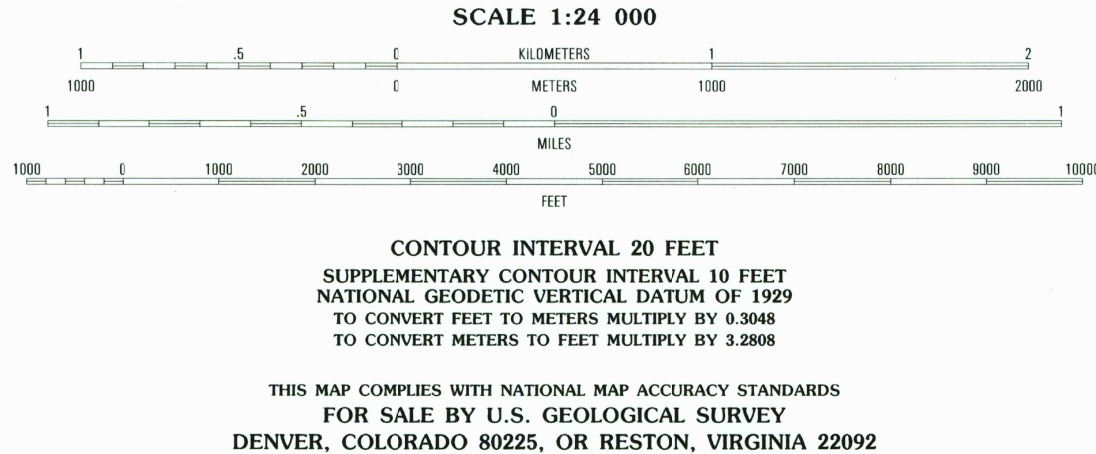 SCALE 1:24 000
1 .5 0 KILOMETERS 1 2
1000 0 METERS 1000 2000
1 .5 0 1
MILES
1000 0 1000 2000 3000 4000 5000 6000 7000 8000 9000 10000
FEET
CONTOUR INTERVAL 20 FEET
SUPPLEMENTARY CONTOUR INTERVAL 10 FEET
NATIONAL GEODETIC VERTICAL DATUM OF 1929
TO CONVERT FEET TO METERS MULTIPLY BY 0.3048
TO CONVERT METERS TO FEET MULTIPLY BY 3.2808
THIS MAP COMPLIES WITH NATIONAL MAP ACCURACY STANDARDS
FOR SALE BY U.S. GEOLOGICAL SURVEY
DENVER, COLORADO 80225, OR RESTON, VIRGINIA 22092